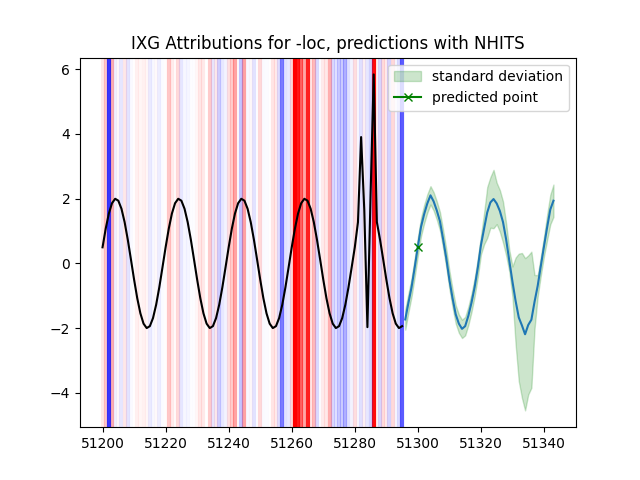 IXG Attributions for -loc, predictions with NHITS
standard deviation
predicted point
6
4
2
0
−2
−4
51200 51220 51240 51260 51280 51300 51320 51340